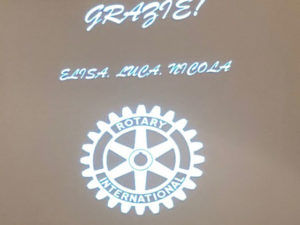 GRAZIE!
ELISA, LUCA, NICOLA
ROTARY
INTERNATIONAL